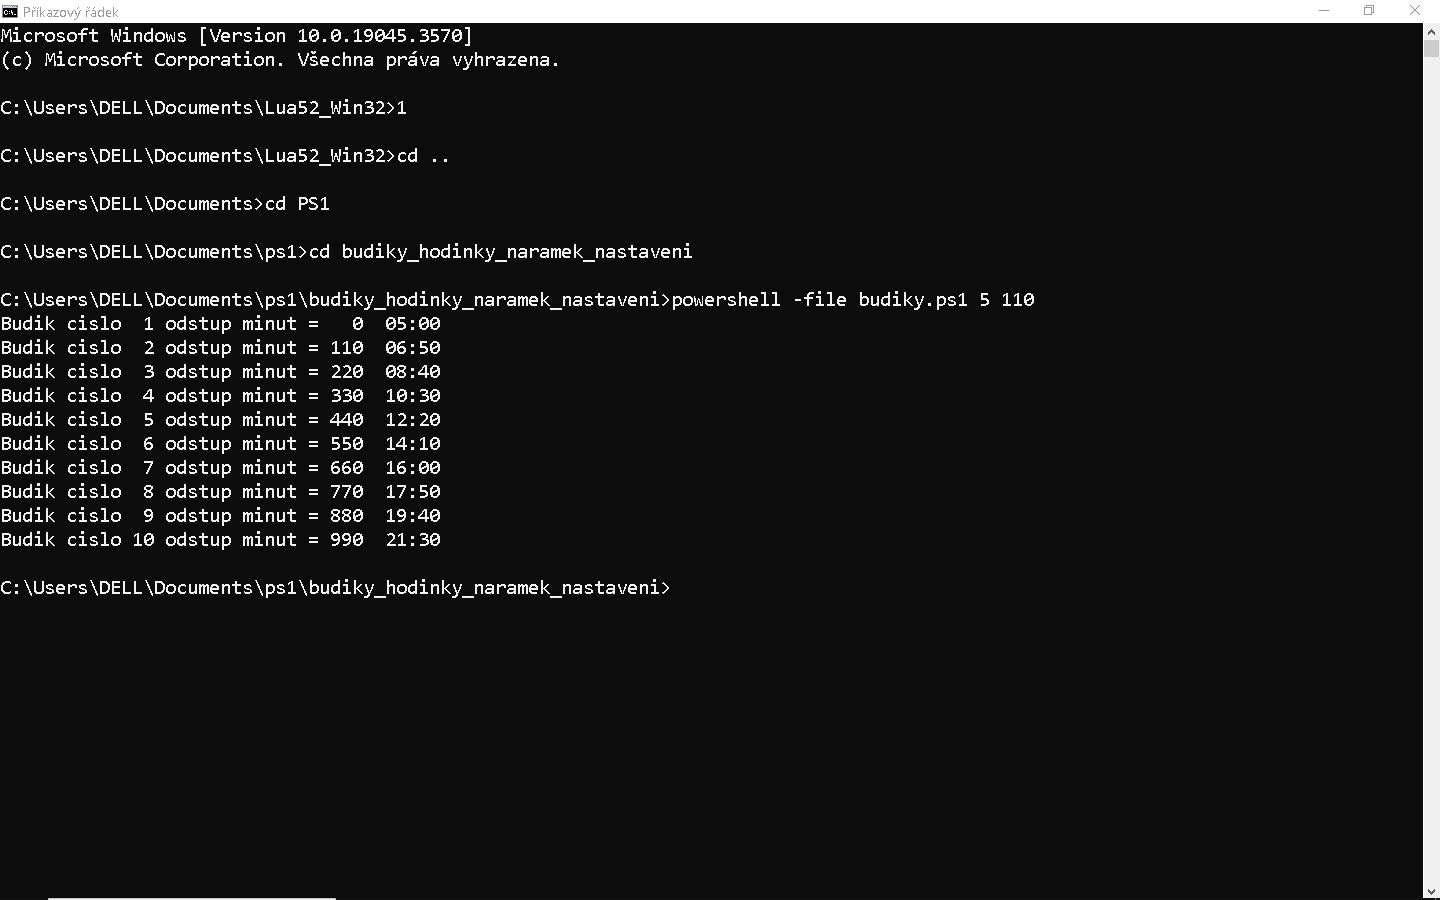 Příkazový řádek
Microsoft Windows [Version 10.0.19045.3570]
(c) Microsoft Corporation. Všechna práva vyhrazena.
C:\Users\DELL\Documents\Lua52_Win32>1
C:\Users\DELL\Documents\Lua52_Win32>cd ..
C:\Users\DELL\Documents>cd PS1
C:\Users\DELL\Documents\ps1>cd budiky_hodinky_naramek_nastaveni
C:\Users\DELL\Documents\ps1\budiky_hodinky_naramek_nastaveni>powershell -file budiky.ps1 5 110
Budik cislo  1 odstup minut =   0  05:00
Budik cislo  2 odstup minut = 110  06:50
Budik cislo  3 odstup minut = 220  08:40
Budik cislo  4 odstup minut = 330  10:30
Budik cislo  5 odstup minut = 440  12:20
Budik cislo  6 odstup minut = 550  14:10
Budik cislo  7 odstup minut = 660  16:00
Budik cislo  8 odstup minut = 770  17:50
Budik cislo  9 odstup minut = 880  19:40
Budik cislo 10 odstup minut = 990  21:30
C:\Users\DELL\Documents\ps1\budiky_hodinky_naramek_nastaveni>